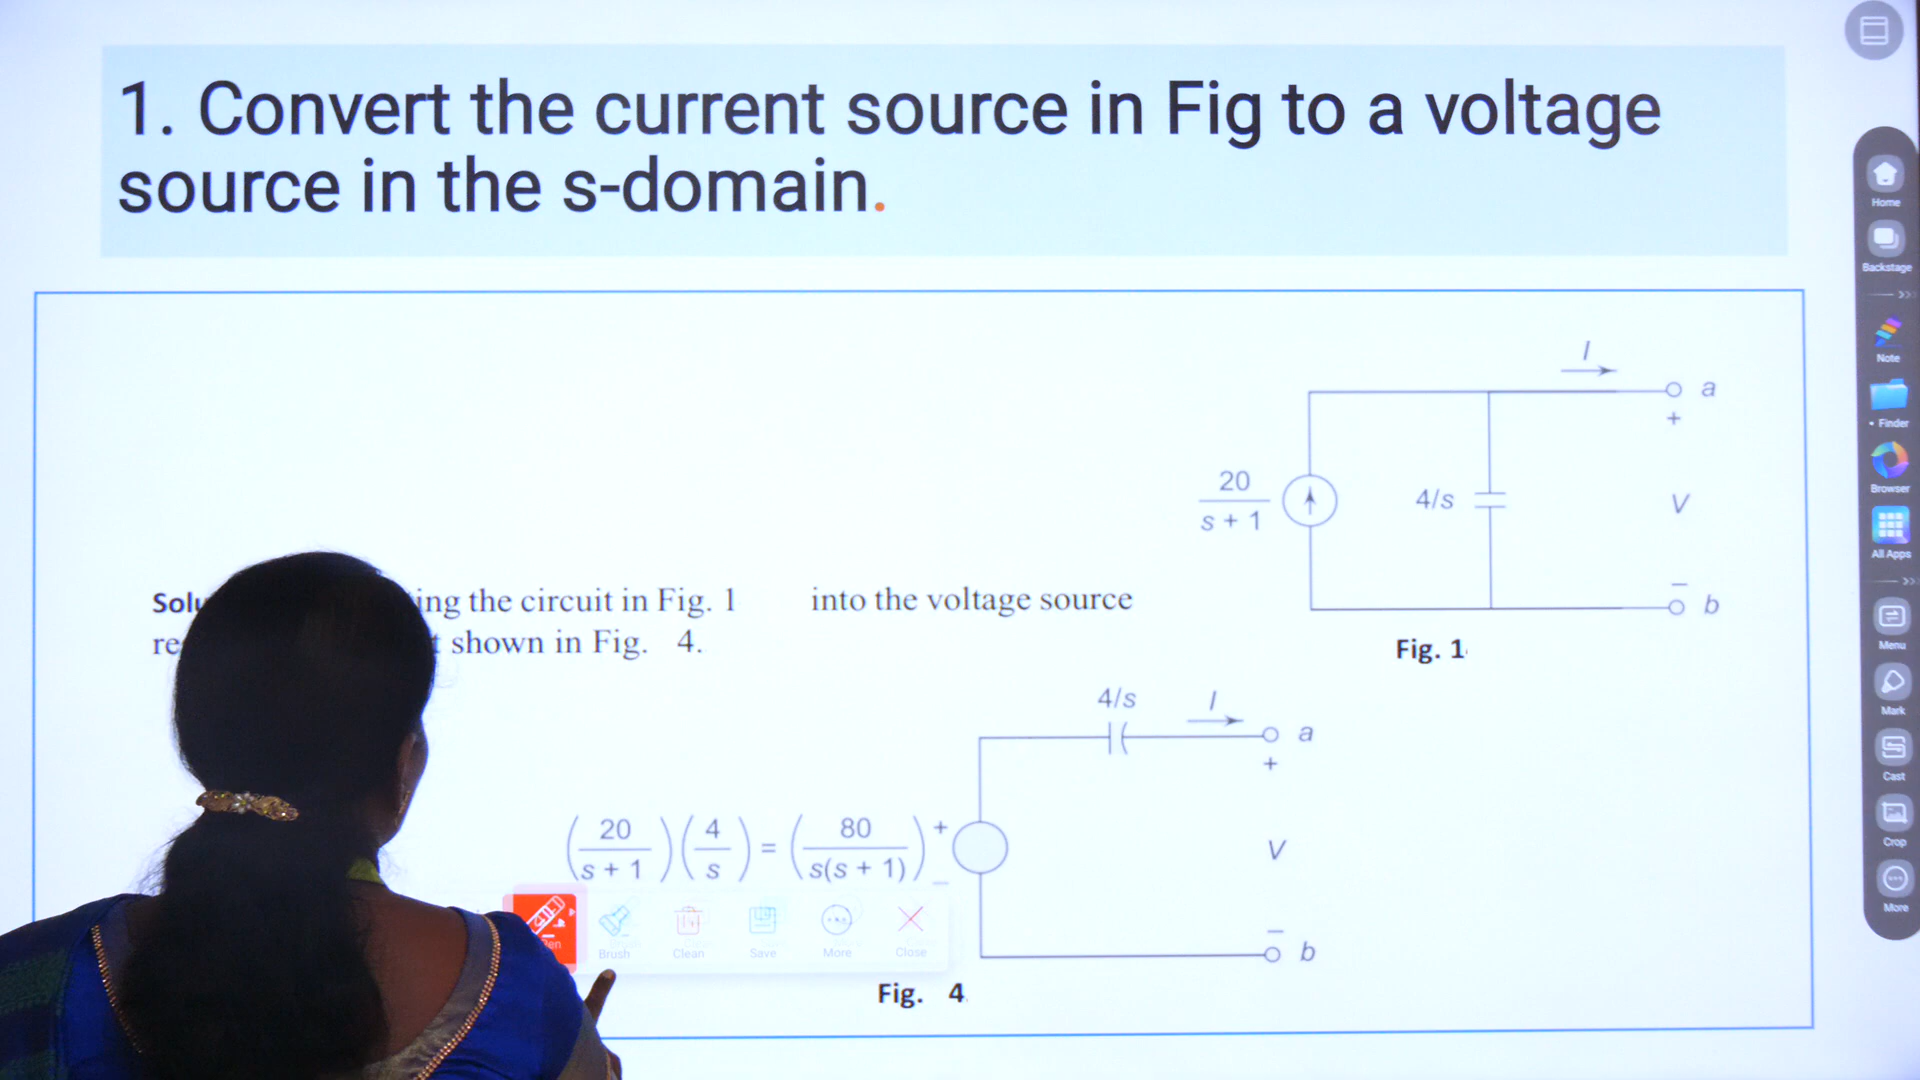 1. Convert the current source in Fig to a voltage
source in the s-domain.
I
a
+
20
s + 1
4/s
V
−
b
Fig. 1
Solu ing the circuit in Fig. 1 into the voltage source
re t shown in Fig. 4.
4/s
I
a
+
(20/s + 1)(4/s) = (80/s(s + 1)) +
−
V
−
b
Fig. 4
Pen
Brush
Clean
Save
More
Close
Home
Backstage
Note
• Finder
Browser
All Apps
Menu
Mark
Cast
Crop
More